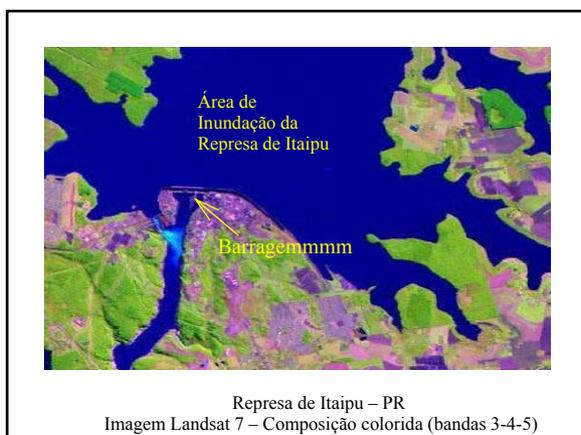 Área de
Inundação da
Represa de Itaipu
Barragemmmm
Represa de Itaipu – PR
Imagem Landsat 7 – Composição colorida (bandas 3-4-5)